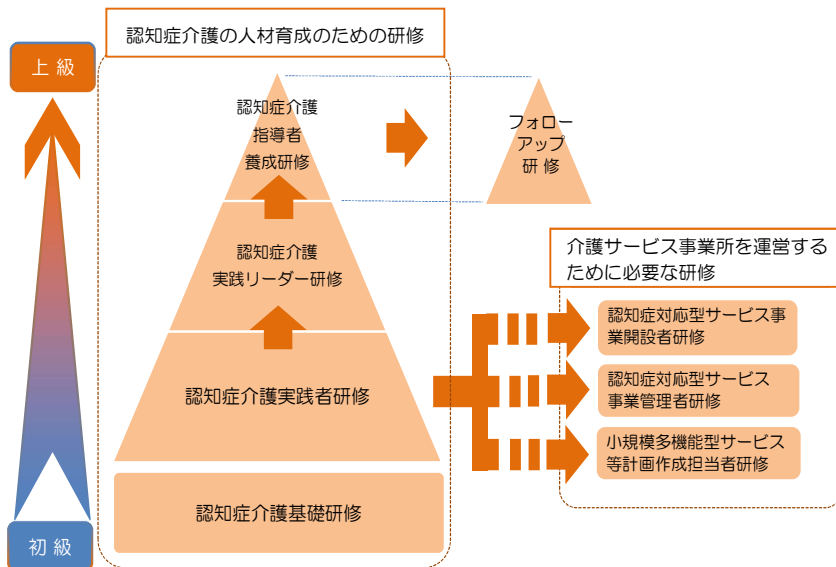 認知症介護の人材育成のための研修
上 級
認知症介護
指導者
養成研修
フォロー
アップ
研 修
認知症介護
実践リーダー研修
介護サービス事業所を運営する
ために必要な研修
認知症対応型サービス事
業開設者研修
認知症介護実践者研修
認知症対応型サービス
事業管理者研修
小規模多機能型サービス
等計画作成担当者研修
認知症介護基礎研修
初 級